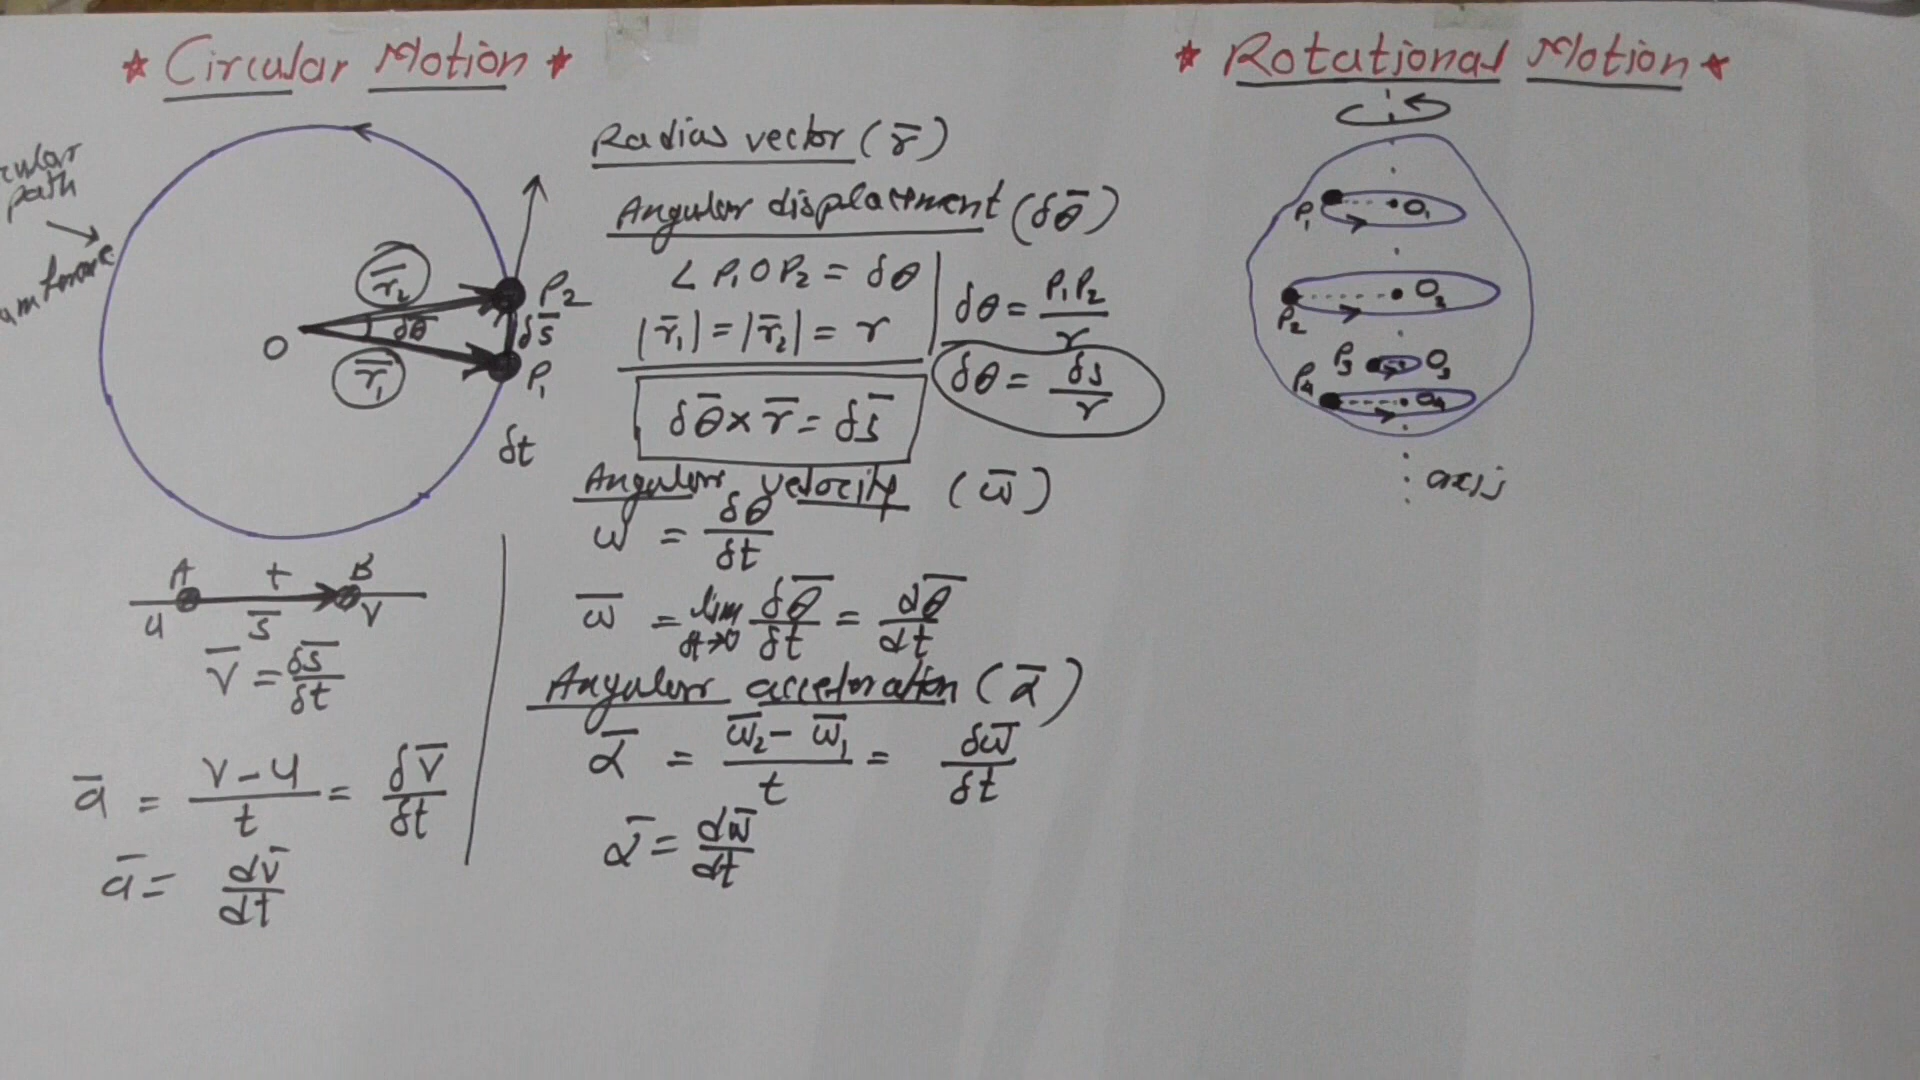 ★ Circular Motion ★
path
O
r̅₂
δθ̅
r̅₁
P₂
δs̅
P₁
δt
A t B
u s̅ v
v̅ = δs̅/δt
a̅ = v-u/t = δv̅/δt
a̅ = dv̅/dt
Radius vector (r̅)
Angular displacement (δθ̅)
∠P₁OP₂ = δθ
|r̅₁| = |r̅₂| = r
δθ = P₁P₂/r
δθ = δs/r
δθ̅ × r̅ = δs̅
Angular velocity (ω̅)
ω = δθ/δt
ω̅ = lim δt→0 δθ̅/δt = dθ̅/dt
Angular acceleration (α̅)
α̅ = ω̅₂ - ω̅₁/t = δω̅/δt
α̅ = dω̅/dt
★ Rotational Motion ★
P₁ O₁
P₂ O₂
P₃ O₃
P₄ O₄
axis